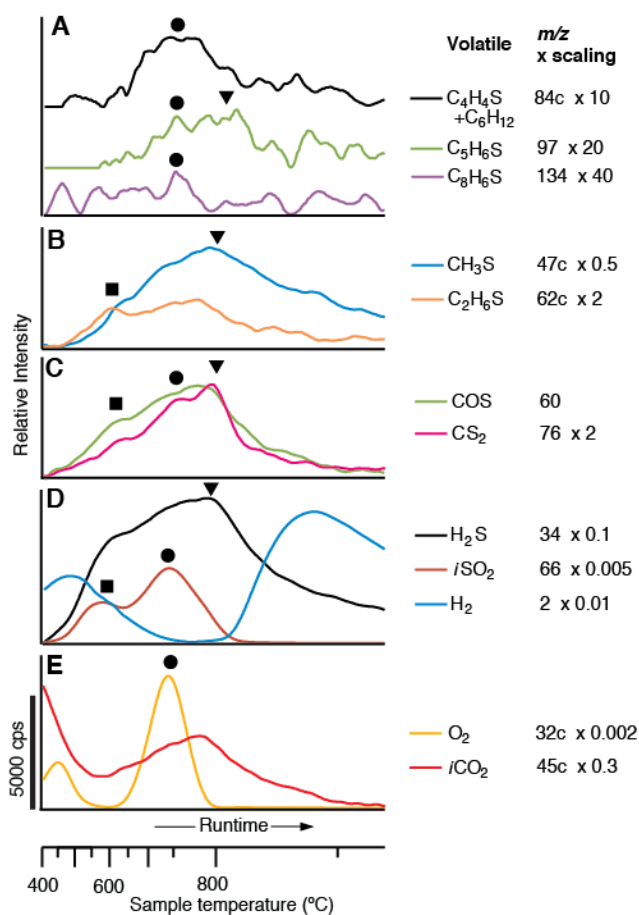 A
Volatile
m/z
x scaling
C4H4S
+C6H12
84c x 10
C5H6S
97 x 20
C8H6S
134 x 40
B
CH3S
47c x 0.5
C2H6S
62c x 2
Relative Intensity
C
COS
60
CS2
76 x 2
D
H2S
34 x 0.1
iSO2
66 x 0.005
H2
2 x 0.01
E
5000 cps
O2
32c x 0.002
iCO2
45c x 0.3
Runtime
400 600 800
Sample temperature (ºC)